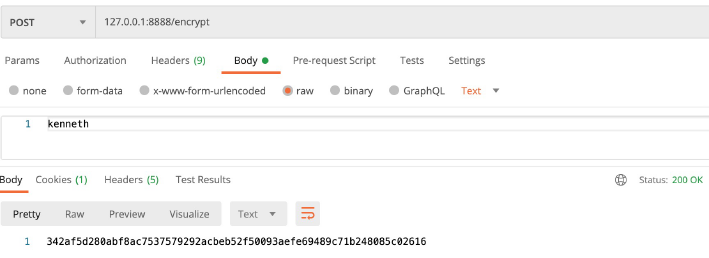 POST 127.0.0.1:8888/encrypt
Params Authorization Headers (9) Body Pre-request Script Tests Settings
none form-data x-www-form-urlencoded raw binary GraphQL Text
1 kenneth
Body Cookies (1) Headers (5) Test Results Status: 200 OK
Pretty Raw Preview Visualize Text
1 342af5d280abf8ac7537579292acbeb52f50093aefe69489c71b248085c02616